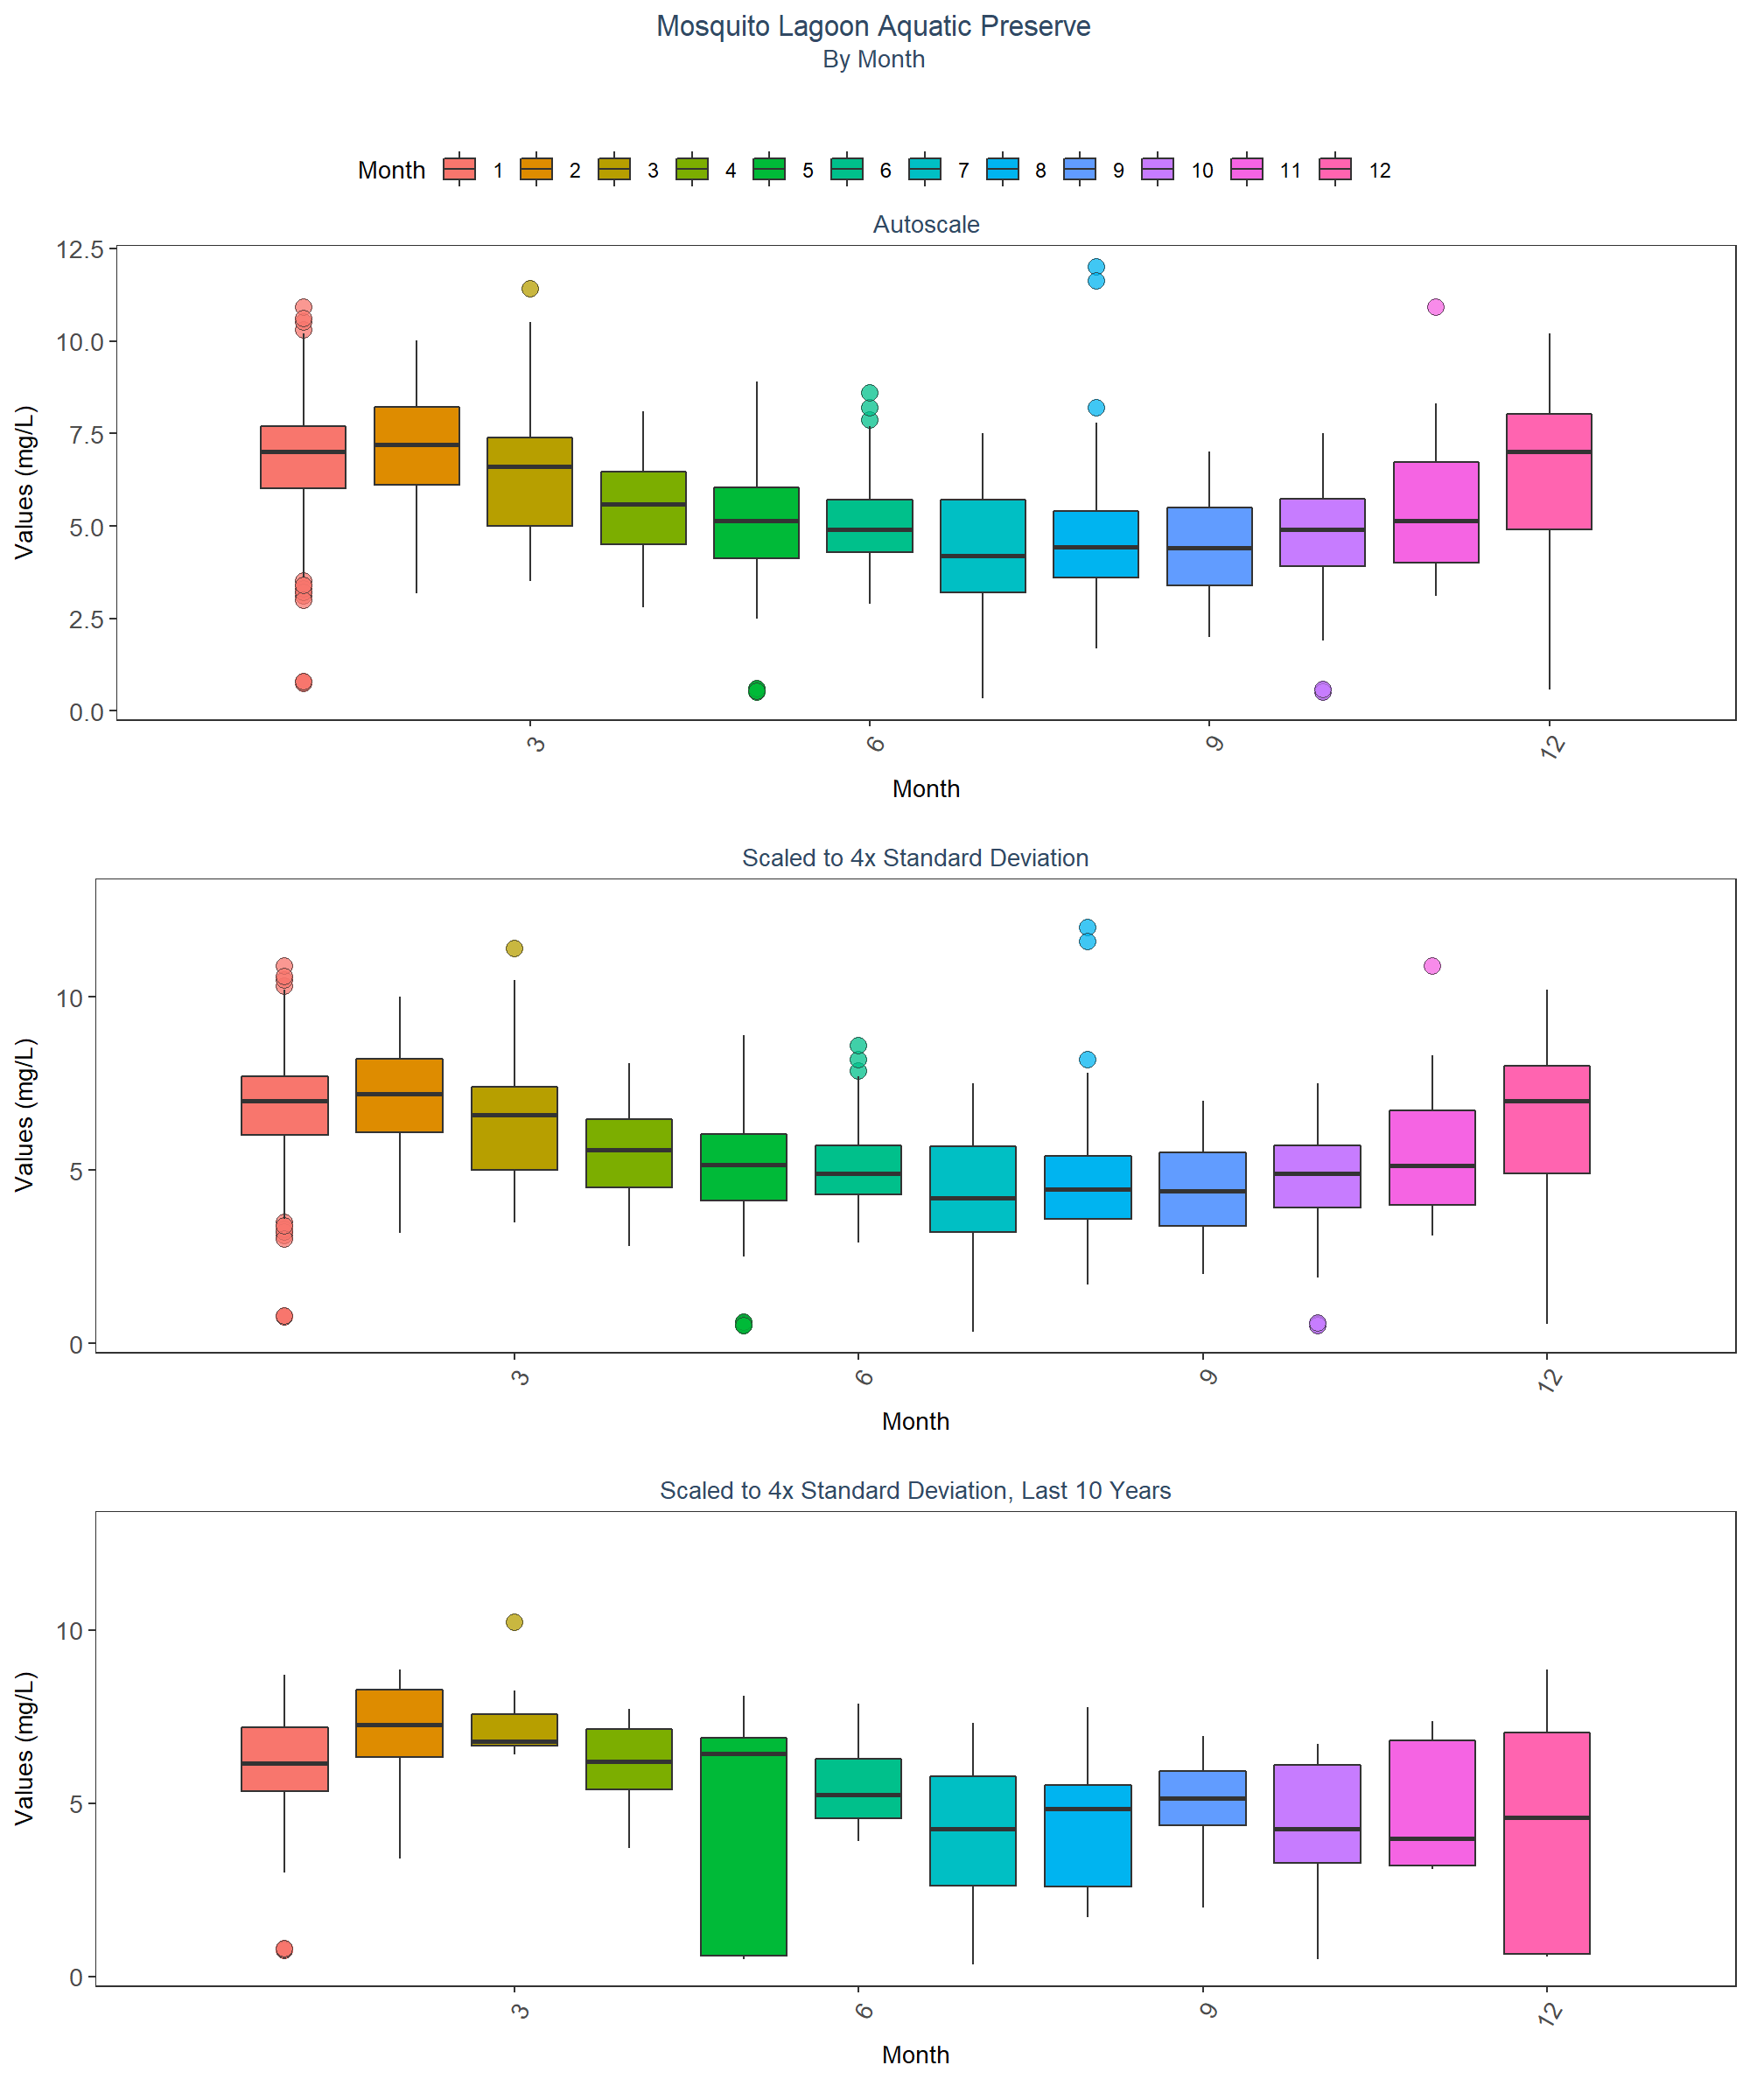 Mosquito Lagoon Aquatic Preserve
By Month
Month 1 2 3 4 5 6 7 8 9 10 11 12
Autoscale
12.5
10.0
7.5
5.0
2.5
0.0
Values (mg/L)
3 6 9 12
Month
Scaled to 4x Standard Deviation
10
5
0
Values (mg/L)
3 6 9 12
Month
Scaled to 4x Standard Deviation, Last 10 Years
10
5
0
Values (mg/L)
3 6 9 12
Month